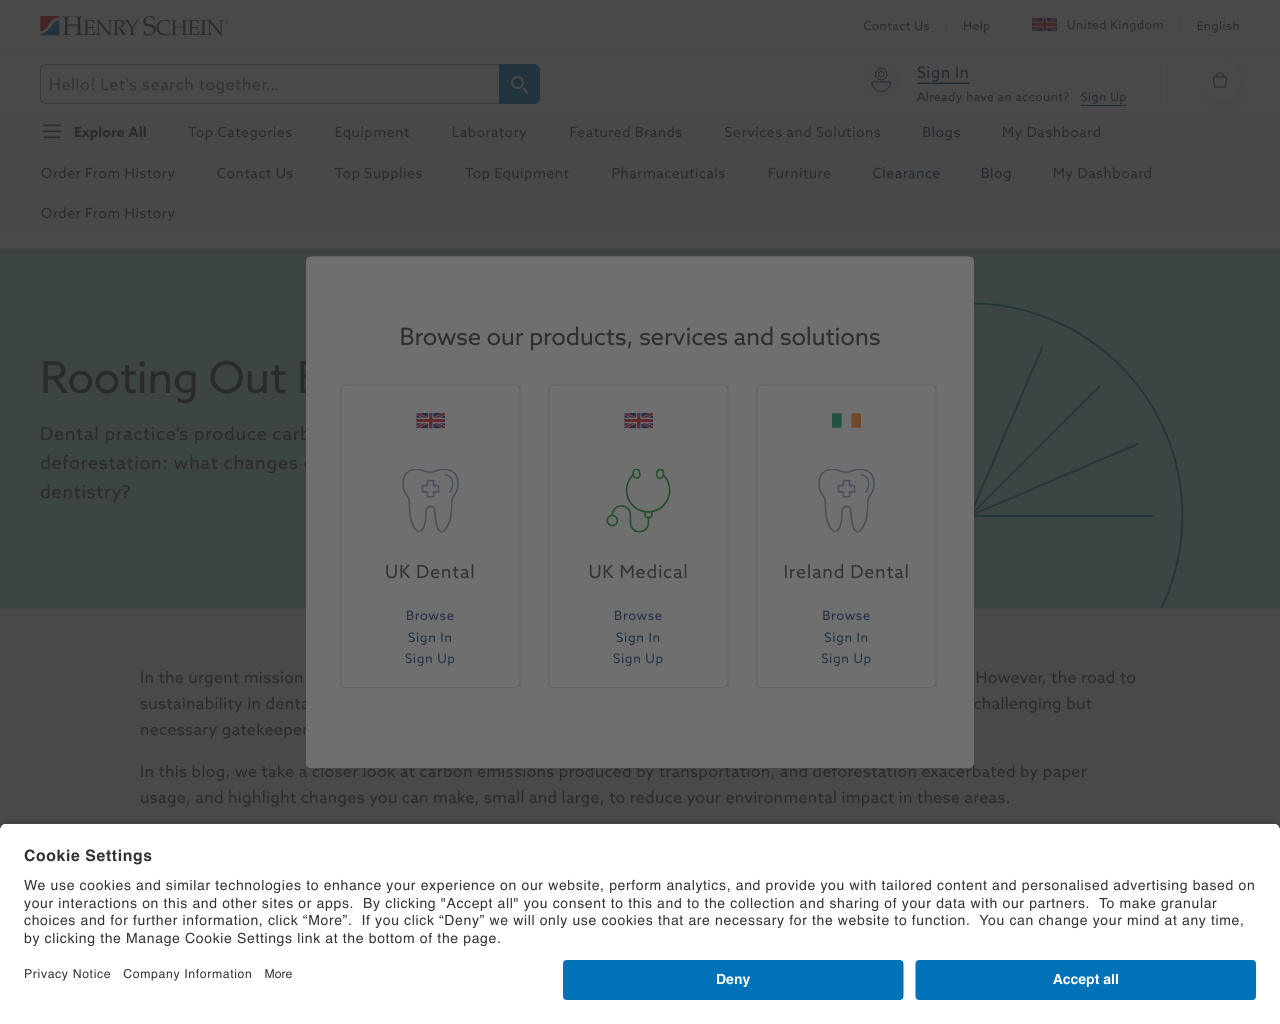 HENRY SCHEIN
Contact Us
Help
United Kingdom
English
Hello! Let's search together...
Sign In
Already have an account? Sign Up
Explore All
Top Categories
Equipment
Laboratory
Featured Brands
Services and Solutions
Blogs
My Dashboard
Order From History
Contact Us
Top Supplies
Top Equipment
Pharmaceuticals
Furniture
Clearance
Blog
My Dashboard
Order From History
Rooting Out
Dental practice's produce
deforestation: what changes
dentistry?
Browse our products, services and solutions
UK Dental
Browse
Sign In
Sign Up
UK Medical
Browse
Sign In
Sign Up
Ireland Dental
Browse
Sign In
Sign Up
In the urgent mission However, the road to
sustainability in challenging but
necessary
In this blog, we take a closer look at carbon emissions produced by transportation, and deforestation exacerbated by paper
usage, and highlight changes you can make, small and large, to reduce your environmental impact in these areas.
Cookie Settings
We use cookies and similar technologies to enhance your experience on our website, perform analytics, and provide you with tailored content and personalised advertising based on
your interactions on this and other sites or apps.  By clicking "Accept all" you consent to this and to the collection and sharing of your data with our partners.  To make granular
choices and for further information, click “More”.  If you click “Deny” we will only use cookies that are necessary for the website to function.  You can change your mind at any time,
by clicking the Manage Cookie Settings link at the bottom of the page.
Privacy Notice
Company Information
More
Deny
Accept all